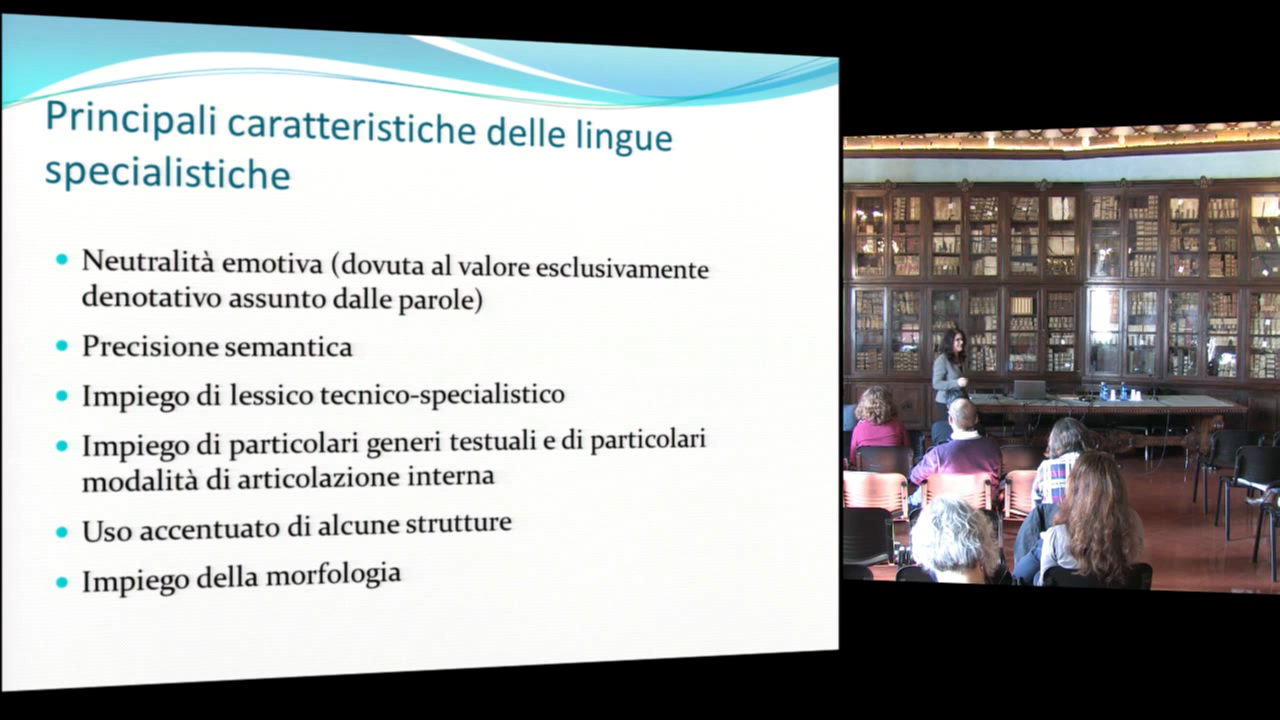 Principali caratteristiche delle lingue
specialistiche
Neutralità emotiva (dovuta al valore esclusivamente
denotativo assunto dalle parole)
Precisione semantica
Impiego di lessico tecnico-specialistico
Impiego di particolari generi testuali e di particolari
modalità di articolazione interna
Uso accentuato di alcune strutture
Impiego della morfologia